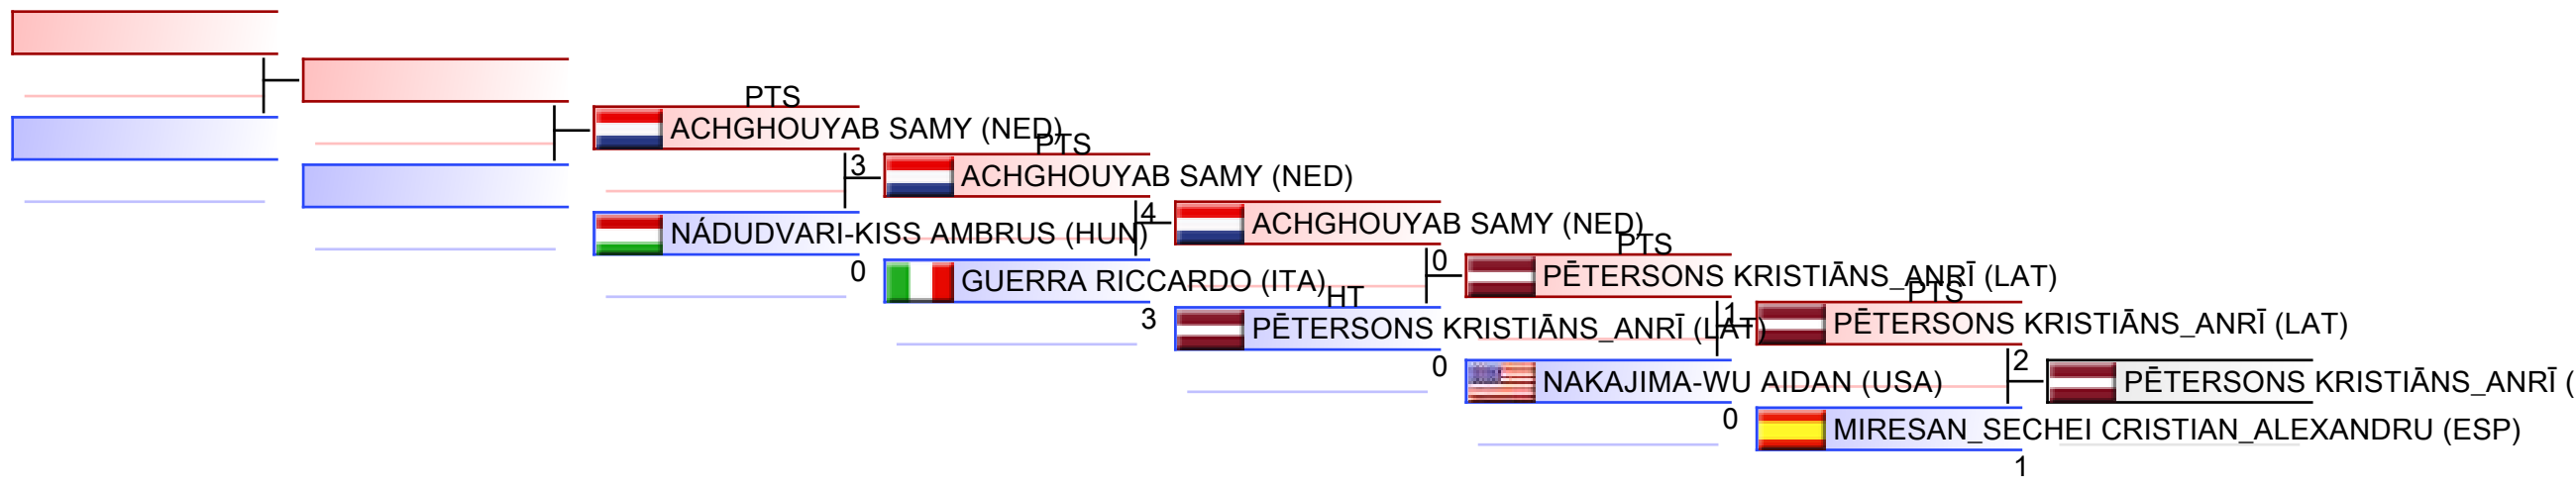 PTS
ACHGHOUYAB SAMY (NED)
3
NÁDUDVARI-KISS AMBRUS (HUN)
0
PTS
ACHGHOUYAB SAMY (NED)
4
GUERRA RICCARDO (ITA)
3
ACHGHOUYAB SAMY (NED)
0
HT
PĒTERSONS KRISTIĀNS_ANRĪ (LAT)
0
PTS
PĒTERSONS KRISTIĀNS_ANRĪ (LAT)
1
NAKAJIMA-WU AIDAN (USA)
0
PTS
PĒTERSONS KRISTIĀNS_ANRĪ (LAT)
2
MIRESAN_SECHEI CRISTIAN_ALEXANDRU (ESP)
1
PĒTERSONS KRISTIĀNS_ANRĪ (